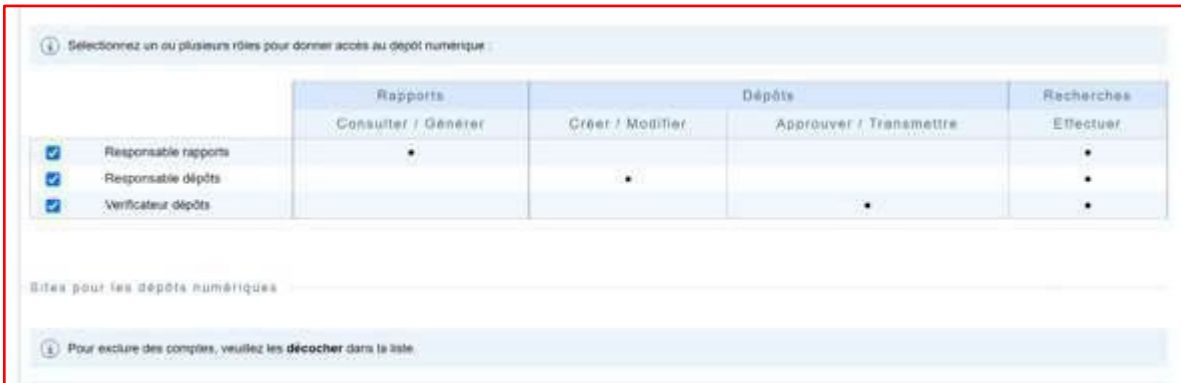 Sélectionnez un ou plusieurs rôles pour donner accès au dépôt numérique :
Rapports Dépôts Recherches
Consulter / Générer Créer / Modifier Approuver / Transmettre Effectuer
Responsable rapports • •
Responsable dépôts • •
Vérificateur dépôts • •
Sites pour les dépôts numériques
Pour exclure des comptes, veuillez les décocher dans la liste.